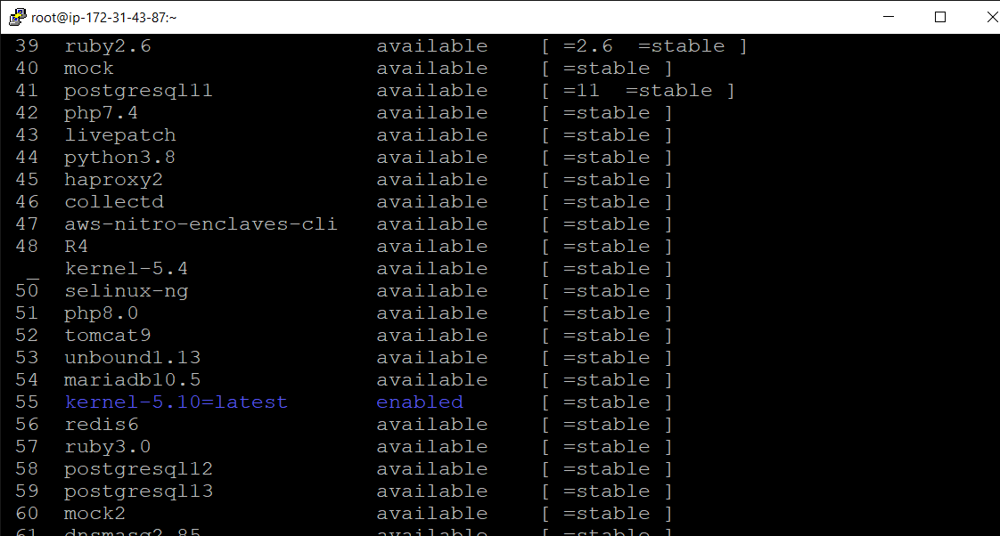 root@ip-172-31-43-87:~
39 ruby2.6 available [ =2.6 =stable ]
40 mock available [ =stable ]
41 postgresql11 available [ =11 =stable ]
42 php7.4 available [ =stable ]
43 livepatch available [ =stable ]
44 python3.8 available [ =stable ]
45 haproxy2 available [ =stable ]
46 collectd available [ =stable ]
47 aws-nitro-enclaves-cli available [ =stable ]
48 R4 available [ =stable ]
_ kernel-5.4 available [ =stable ]
50 selinux-ng available [ =stable ]
51 php8.0 available [ =stable ]
52 tomcat9 available [ =stable ]
53 unbound1.13 available [ =stable ]
54 mariadb10.5 available [ =stable ]
55 kernel-5.10=latest enabled [ =stable ]
56 redis6 available [ =stable ]
57 ruby3.0 available [ =stable ]
58 postgresql12 available [ =stable ]
59 postgresql13 available [ =stable ]
60 mock2 available [ =stable ]
61 dnsmasq2.85 available [ =stable ]